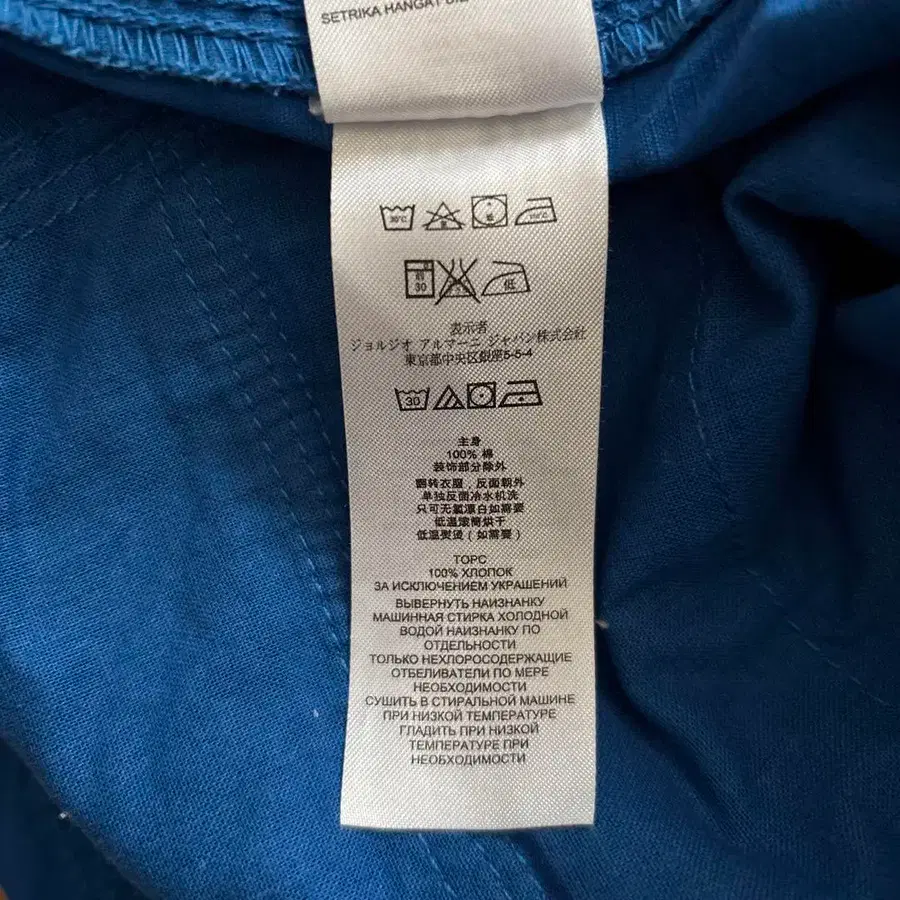 SETRIKA HANGAT
30°C 110°C
30 低
表示者
ジョルジオ アルマーニ ジャパン株式会社
東京都中央区銀座5-5-4
30
主身
100% 棉
装饰部分除外
翻转衣服，反面朝外
单独反面冷水机洗
只可无氯漂白如需要
低温滚筒烘干
低温熨烫（如需要）
ТОРС
100% ХЛОПОК
ЗА ИСКЛЮЧЕНИЕМ УКРАШЕНИЙ
ВЫВЕРНУТЬ НАИЗНАНКУ
МАШИННАЯ СТИРКА ХОЛОДНОЙ
ВОДОЙ НАИЗНАНКУ ПО
ОТДЕЛЬНОСТИ
ТОЛЬКО НЕХЛОРОСОДЕРЖАЩИЕ
ОТБЕЛИВАТЕЛИ ПО МЕРЕ
НЕОБХОДИМОСТИ
СУШИТЬ В СТИРАЛЬНОЙ МАШИНЕ
ПРИ НИЗКОЙ ТЕМПЕРАТУРЕ
ГЛАДИТЬ ПРИ НИЗКОЙ
ТЕМПЕРАТУРЕ ПРИ
НЕОБХОДИМОСТИ